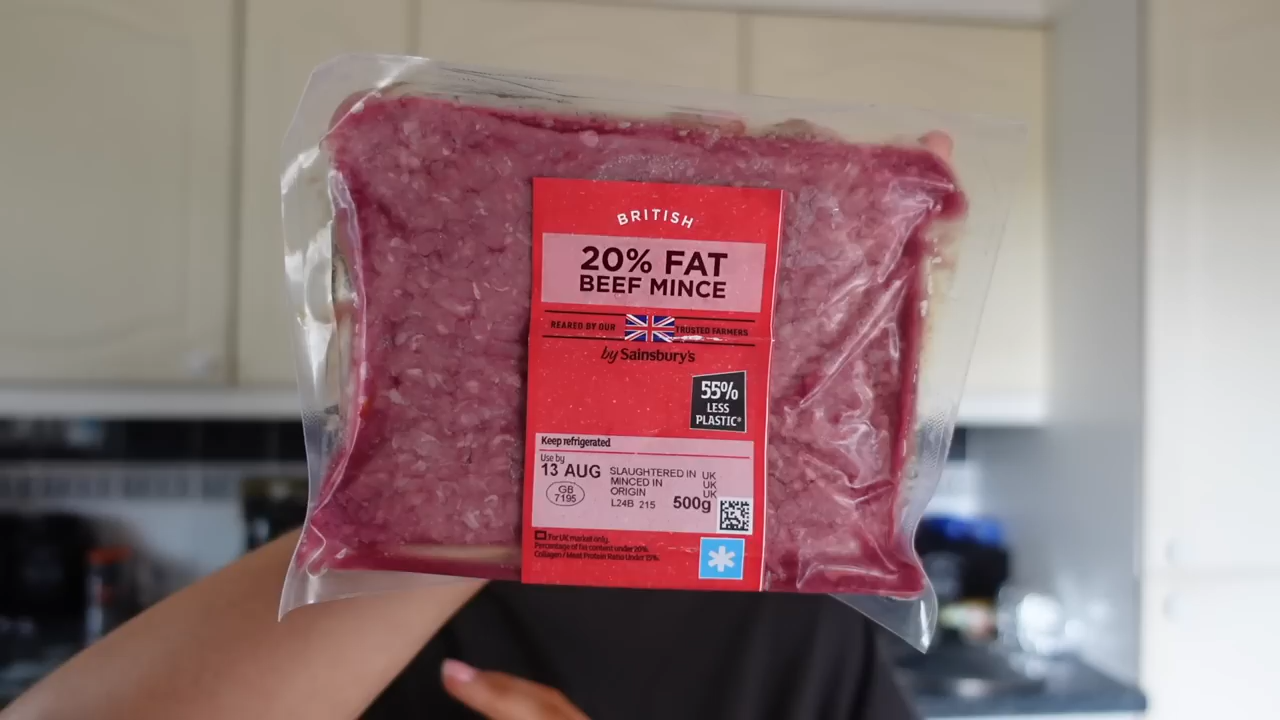 BRITISH
20% FAT
BEEF MINCE
REARED BY OUR TRUSTED FARMERS
by Sainsbury's
55%
LESS
PLASTIC*
Keep refrigerated
Use by
13 AUG
GB
7195
SLAUGHTERED IN UK
MINCED IN UK
ORIGIN UK
L24B 215
500g
For UK market only.
Percentage of fat content under 20%.
Collagen / Meat Protein Ratio Under 15%.